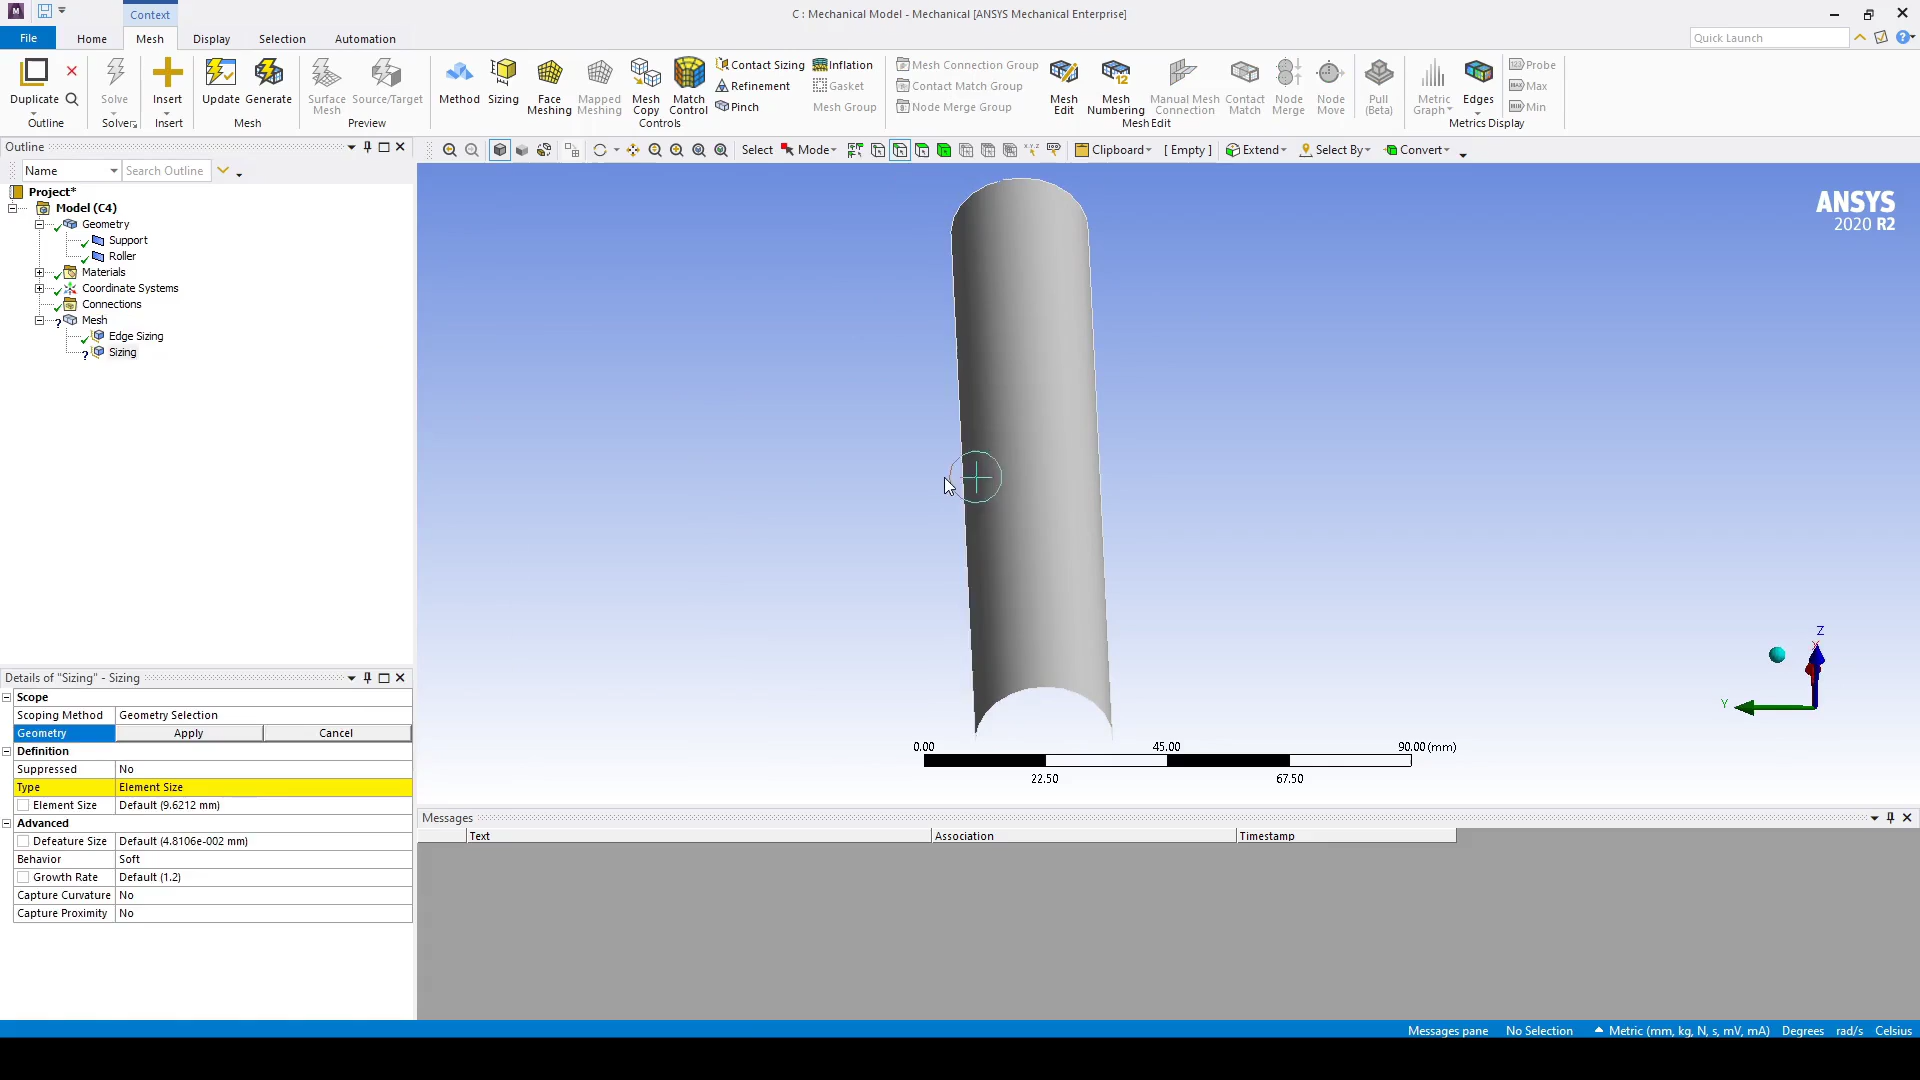 Context
C : Mechanical Model - Mechanical [ANSYS Mechanical Enterprise]
File Home Mesh Display Selection Automation
Quick Launch
Duplicate
Outline
Solve
Solver
Insert
Insert
Update Generate
Mesh
Surface Mesh
Source/Target
Preview
Method Sizing
Face Meshing
Mapped Meshing
Mesh Copy
Match Control
Contact Sizing
Refinement
Pinch
Inflation
Gasket
Mesh Group
Controls
Mesh Connection Group
Contact Match Group
Node Merge Group
Mesh Edit
Mesh Numbering
Manual Mesh Connection
Contact Match
Node Merge
Node Move
Mesh Edit
Pull (Beta)
Metric Graph
Edges
Probe
Max
Min
Metrics Display
Outline
Name Search Outline
Select Mode Clipboard [ Empty ] Extend Select By Convert
Project*
Model (C4)
Geometry
Support
Roller
Materials
Coordinate Systems
Connections
Mesh
Edge Sizing
Sizing
ANSYS
2020 R2
Z
X
Y
0.00 45.00 90.00 (mm)
22.50 67.50
Details of "Sizing" - Sizing
Scope
Scoping Method Geometry Selection
Geometry Apply Cancel
Definition
Suppressed No
Type Element Size
Element Size Default (9.6212 mm)
Advanced
Defeature Size Default (4.8106e-002 mm)
Behavior Soft
Growth Rate Default (1.2)
Capture Curvature No
Capture Proximity No
Messages
Text Association Timestamp
Messages pane No Selection Metric (mm, kg, N, s, mV, mA) Degrees rad/s Celsius